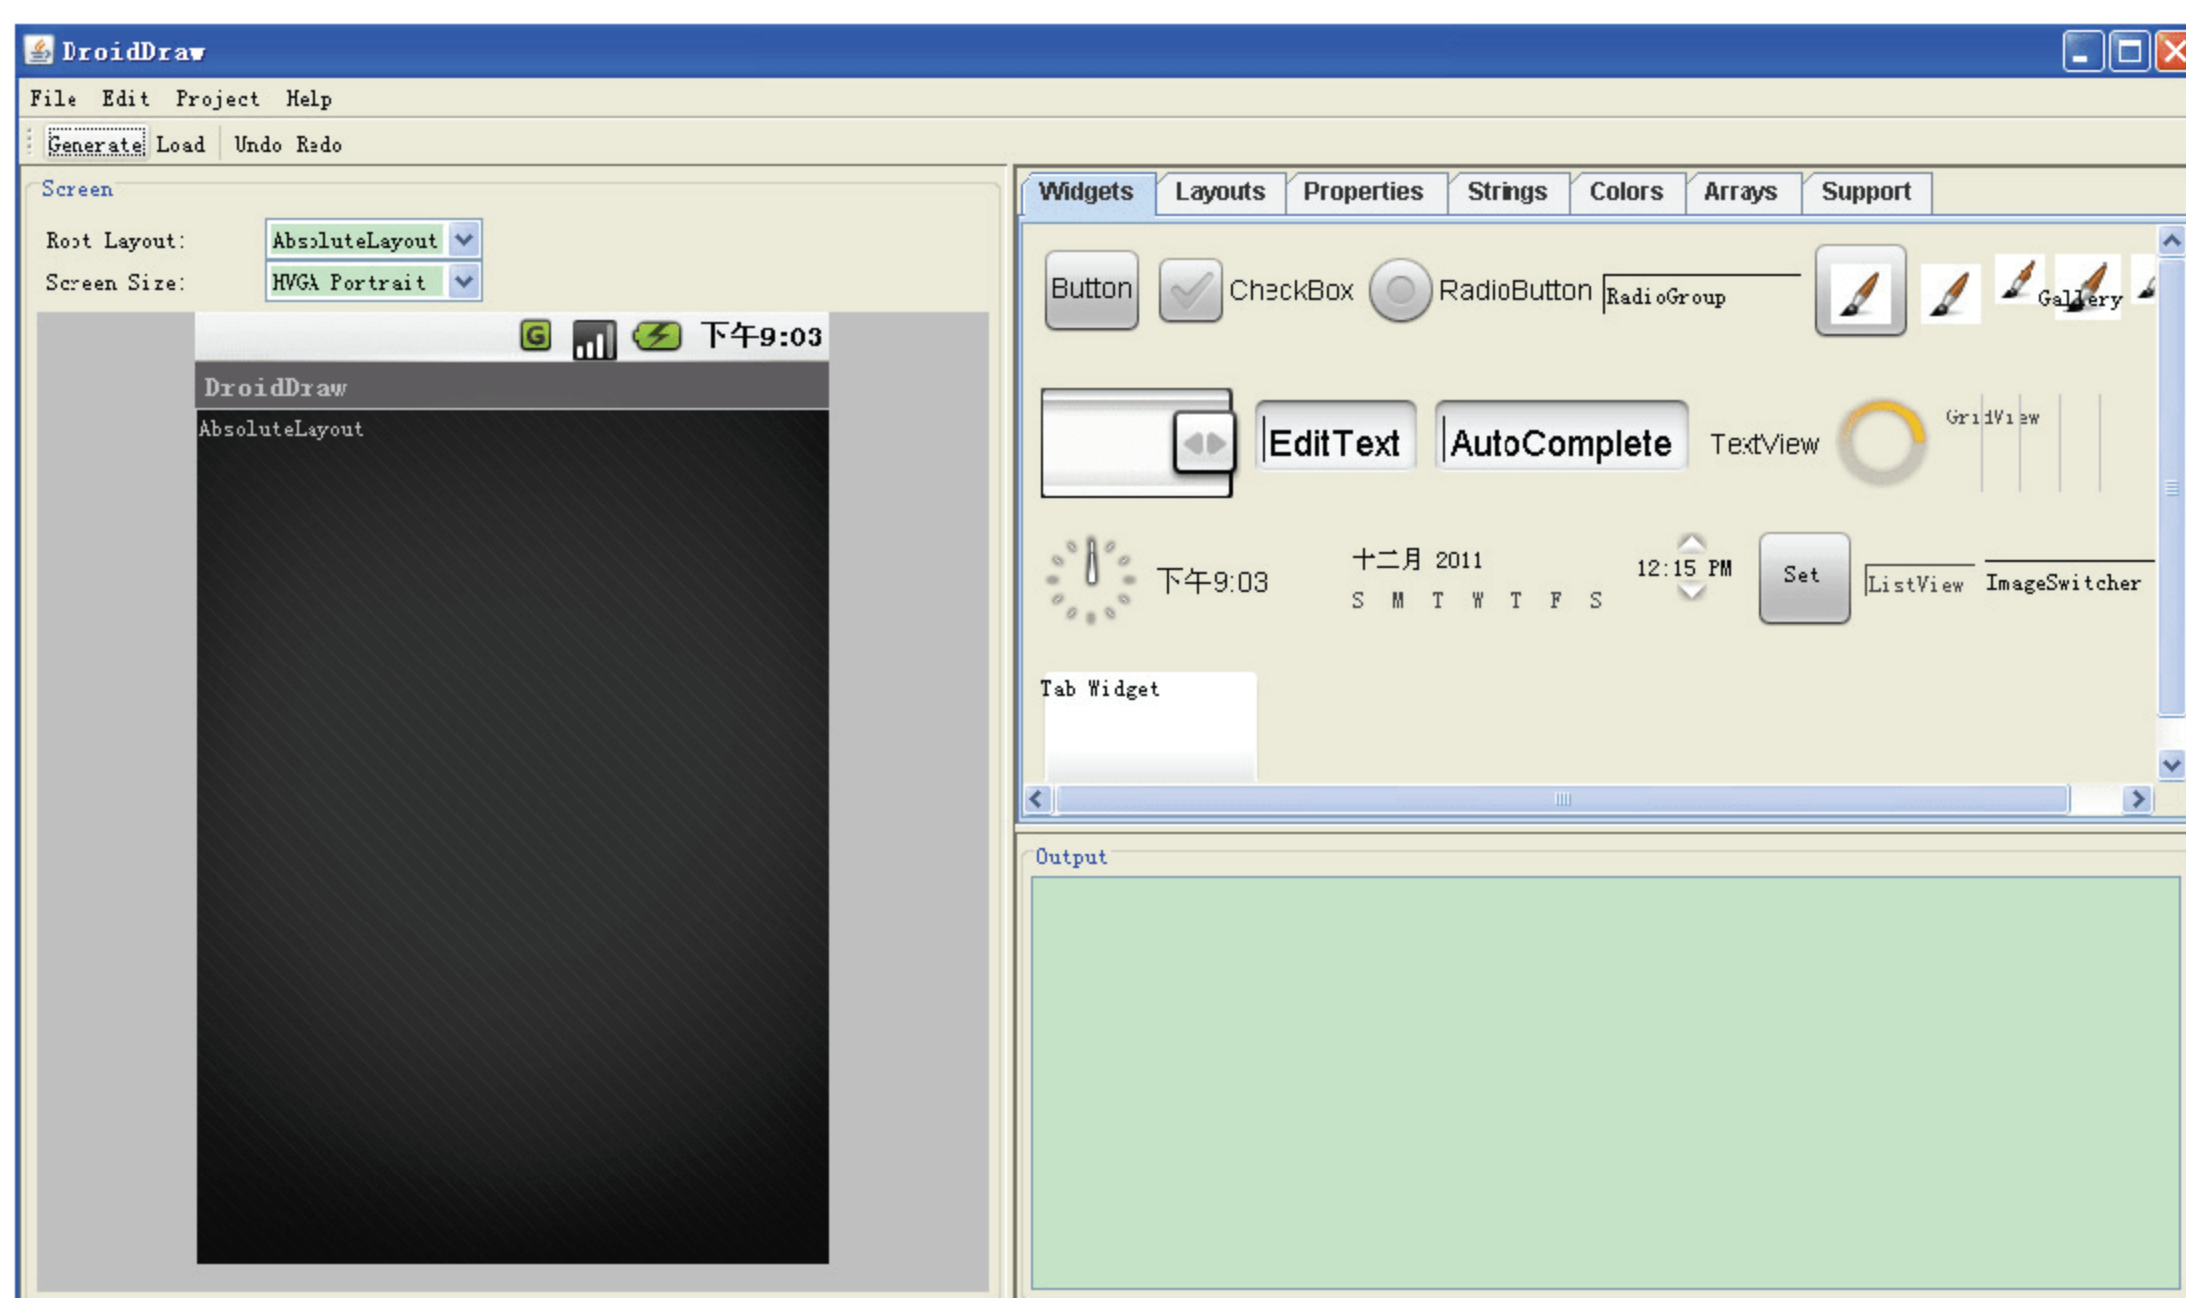 DroidDraw
File Edit Project Help
Generate Load Undo Redo
Screen
Root Layout: AbsoluteLayout
Screen Size: HVGA Portrait
G 下午9:03
DroidDraw
AbsoluteLayout
Widgets Layouts Properties Strings Colors Arrays Support
Button CheckBox RadioButton RadioGroup Gallery
EditText AutoComplete TextView GridView
下午9:03 十二月 2011 12:15 PM Set ListView ImageSwitcher
S M T W T F S
Tab Widget
Output